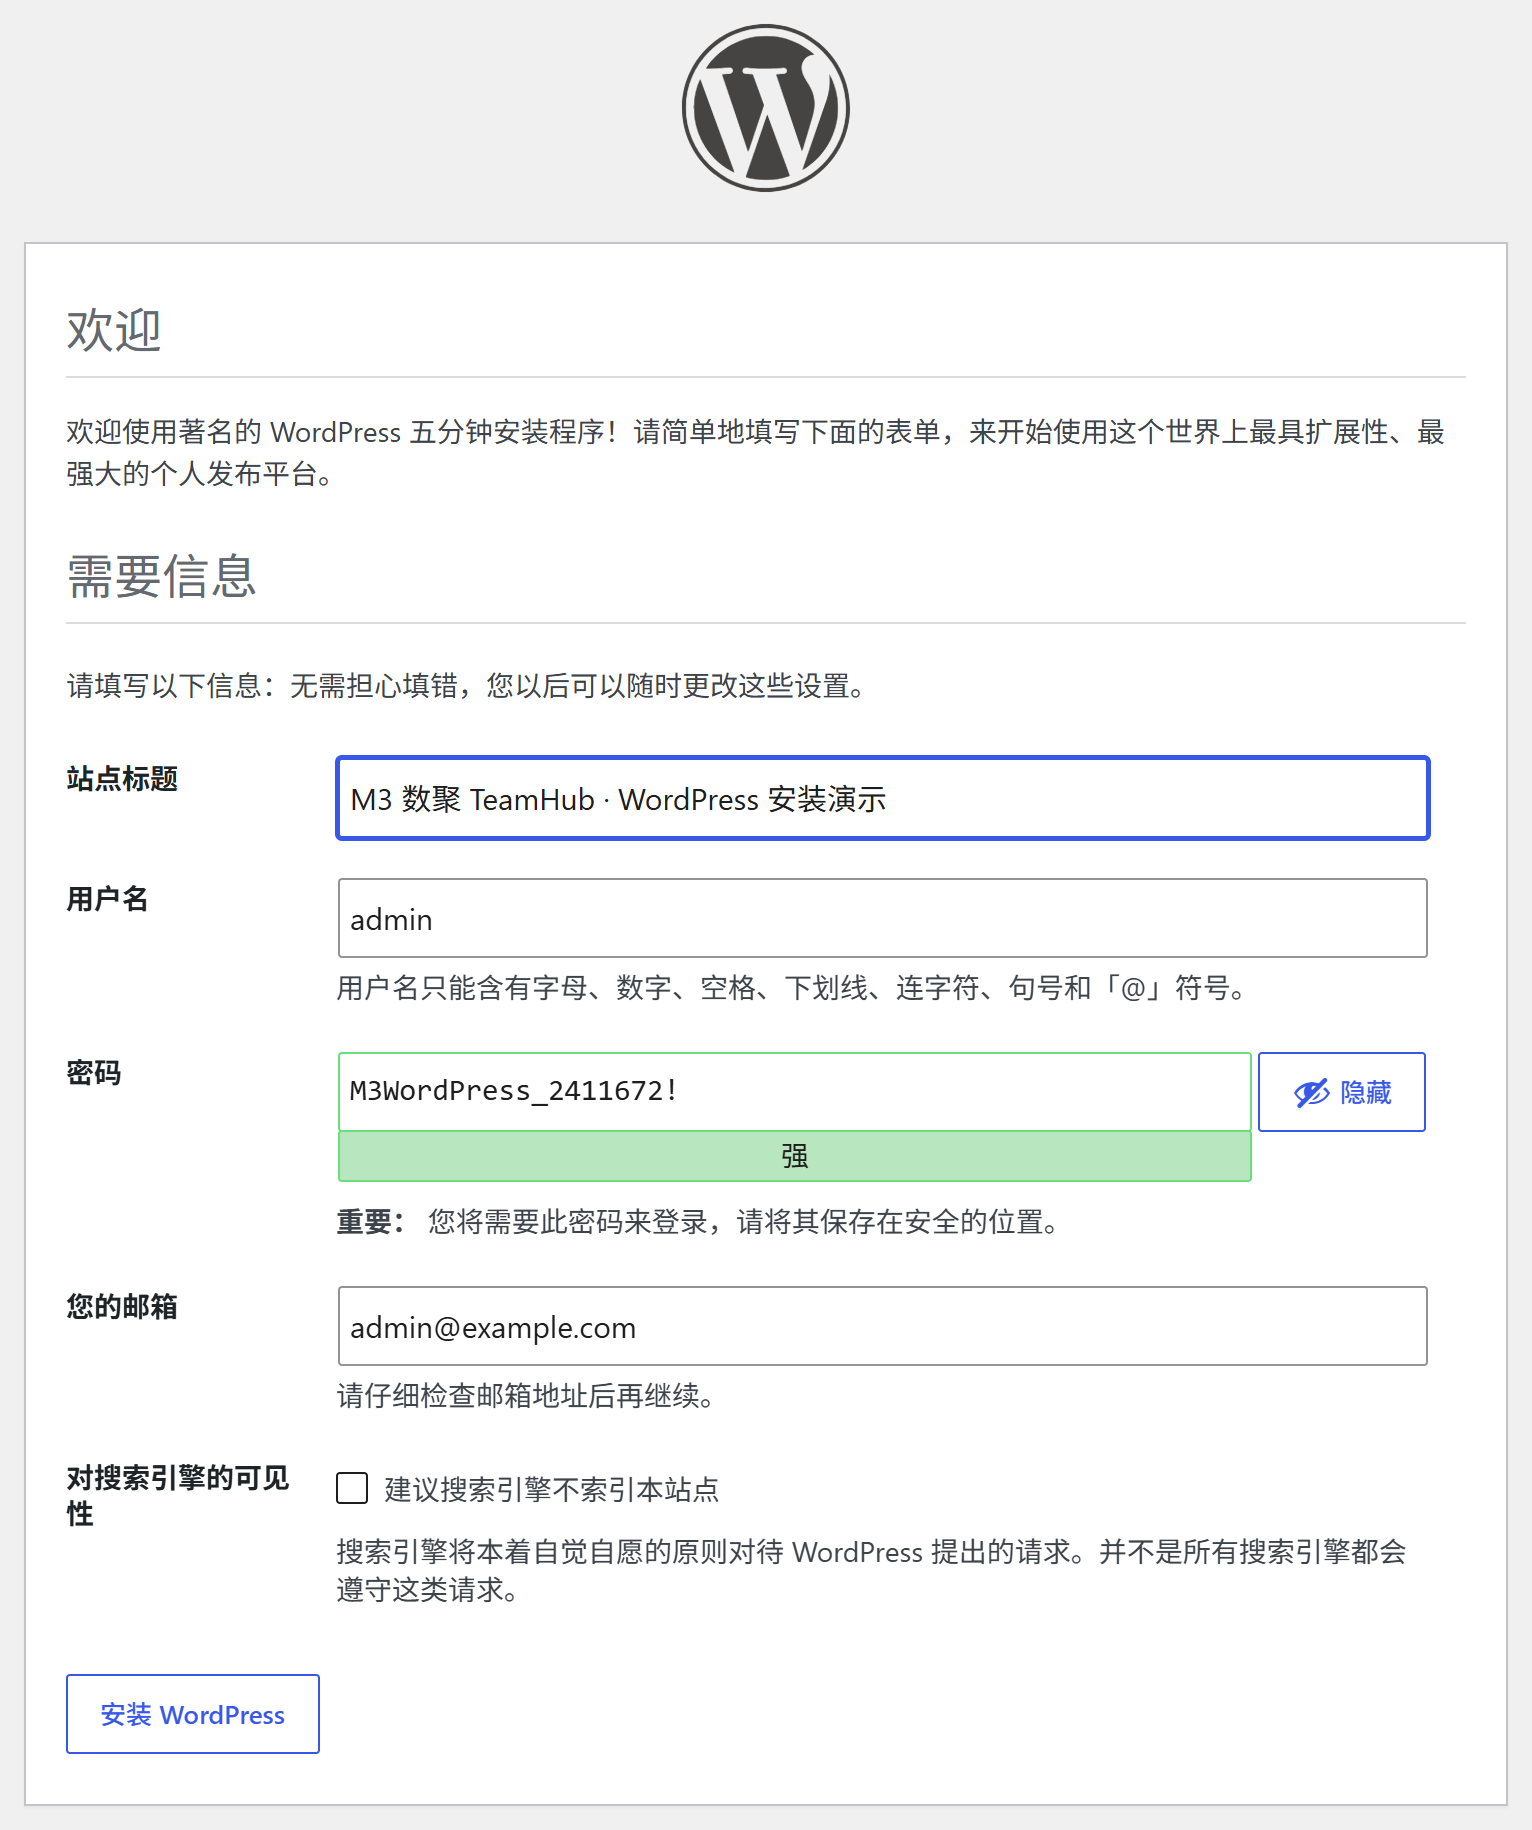 欢迎
欢迎使用著名的 WordPress 五分钟安装程序！请简单地填写下面的表单，来开始使用这个世界上最具扩展性、最
强大的个人发布平台。
需要信息
请填写以下信息：无需担心填错，您以后可以随时更改这些设置。
站点标题
M3 数聚 TeamHub · WordPress 安装演示
用户名
admin
用户名只能含有字母、数字、空格、下划线、连字符、句号和「@」符号。
密码
M3WordPress_2411672!
隐藏
强
重要： 您将需要此密码来登录，请将其保存在安全的位置。
您的邮箱
admin@example.com
请仔细检查邮箱地址后再继续。
对搜索引擎的可见
性
建议搜索引擎不索引本站点
搜索引擎将本着自觉自愿的原则对待 WordPress 提出的请求。并不是所有搜索引擎都会
遵守这类请求。
安装 WordPress